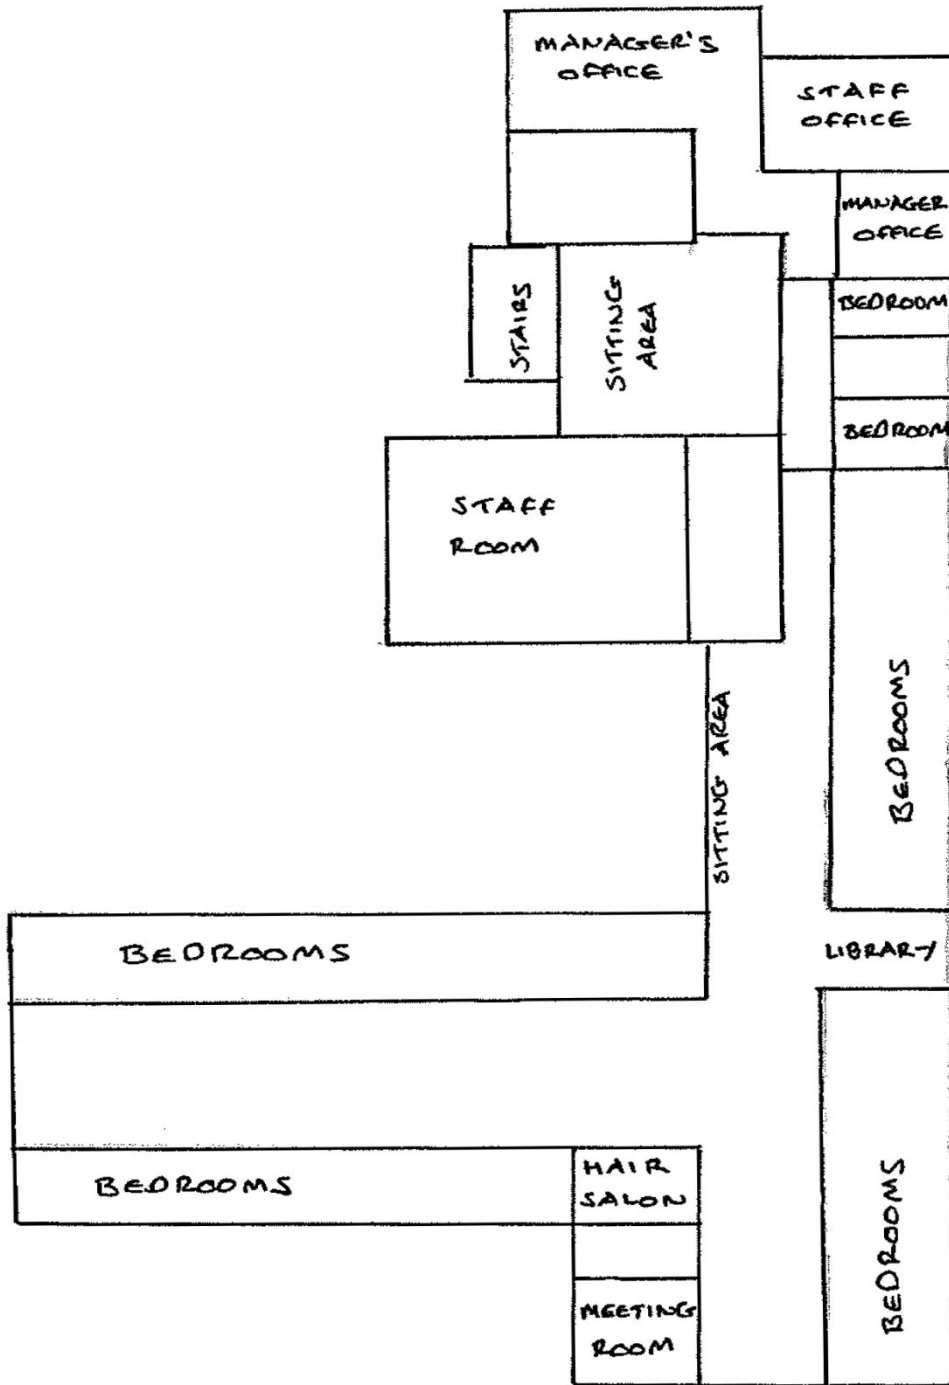 MANAGER'S
OFFICE
STAFF
OFFICE
MANAGER
OFFICE
BEDROOM
STAIRS
SITTING
AREA
BEDROOM
STAFF
ROOM
BEDROOMS
SITTING AREA
BEDROOMS
LIBRARY
BEDROOMS
HAIR
SALON
BEDROOMS
MEETING
ROOM